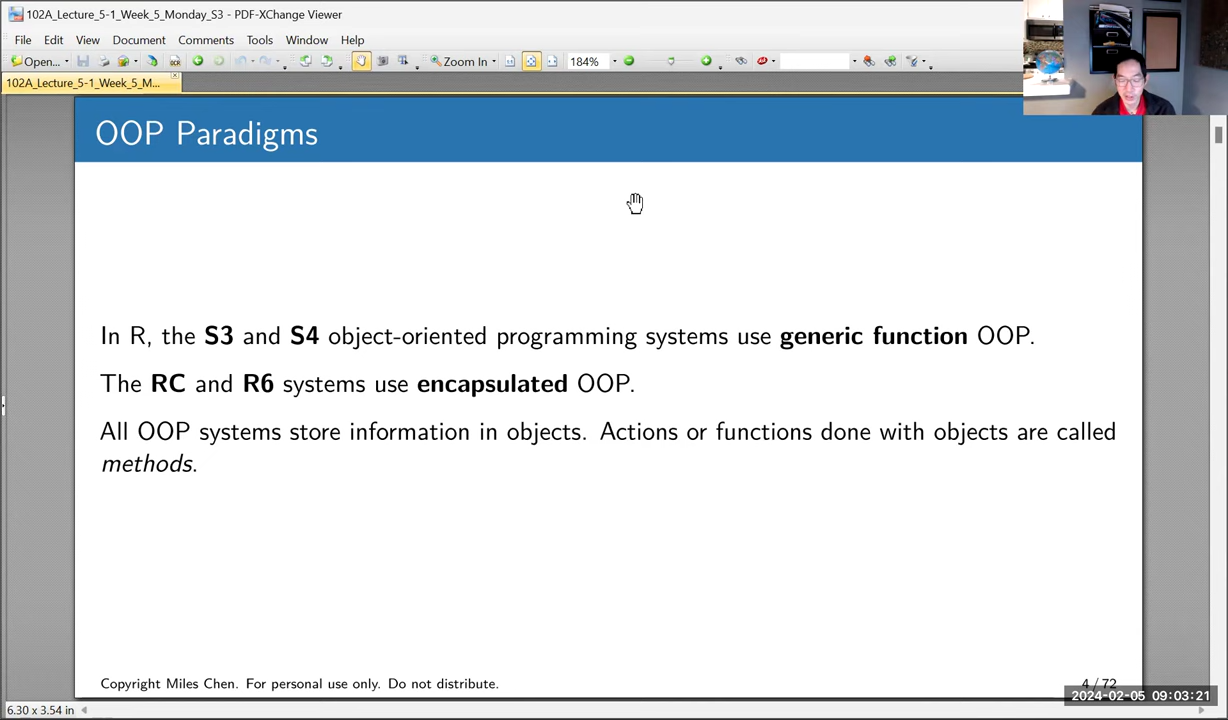 102A_Lecture_5-1_Week_5_Monday_S3 - PDF-XChange Viewer
File Edit View Document Comments Tools Window Help
Open... OCR Zoom In 184%
102A_Lecture_5-1_Week_5_M...
OOP Paradigms
In R, the S3 and S4 object-oriented programming systems use generic function OOP.
The RC and R6 systems use encapsulated OOP.
All OOP systems store information in objects. Actions or functions done with objects are called
methods.
Copyright Miles Chen. For personal use only. Do not distribute.
4 / 72
2024-02-05 09:03:21
6.30 x 3.54 in